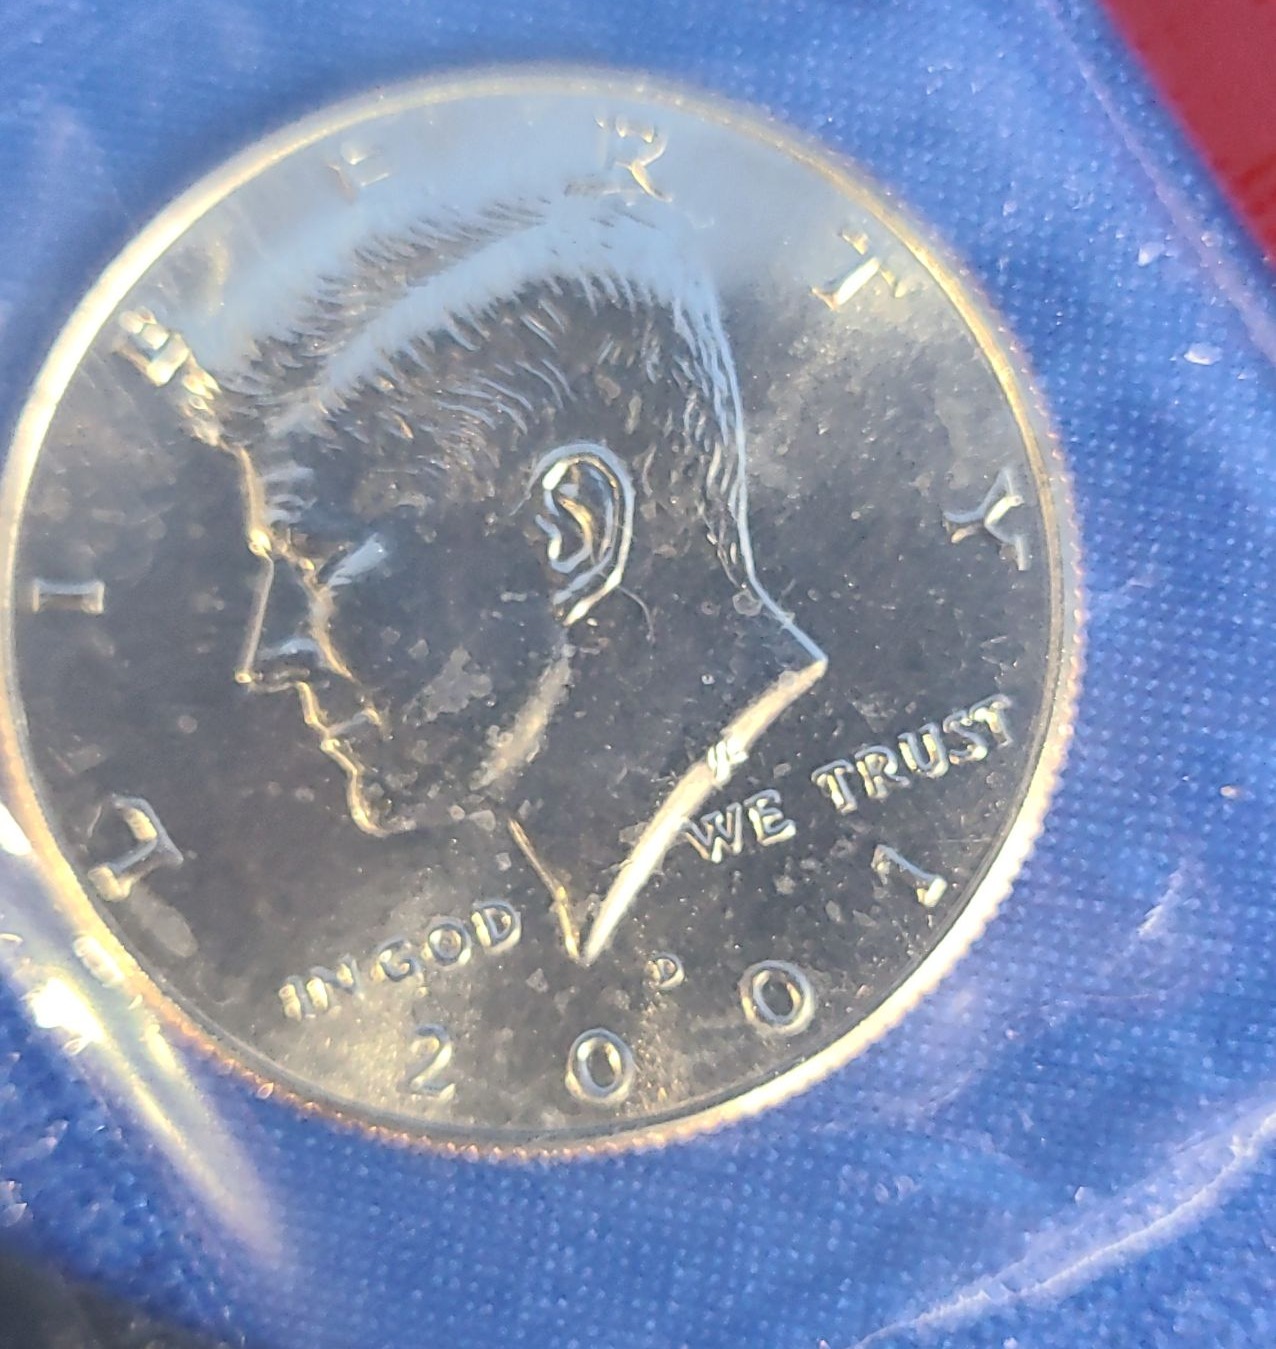 LIBERTY
IN GOD WE TRUST
D
2001